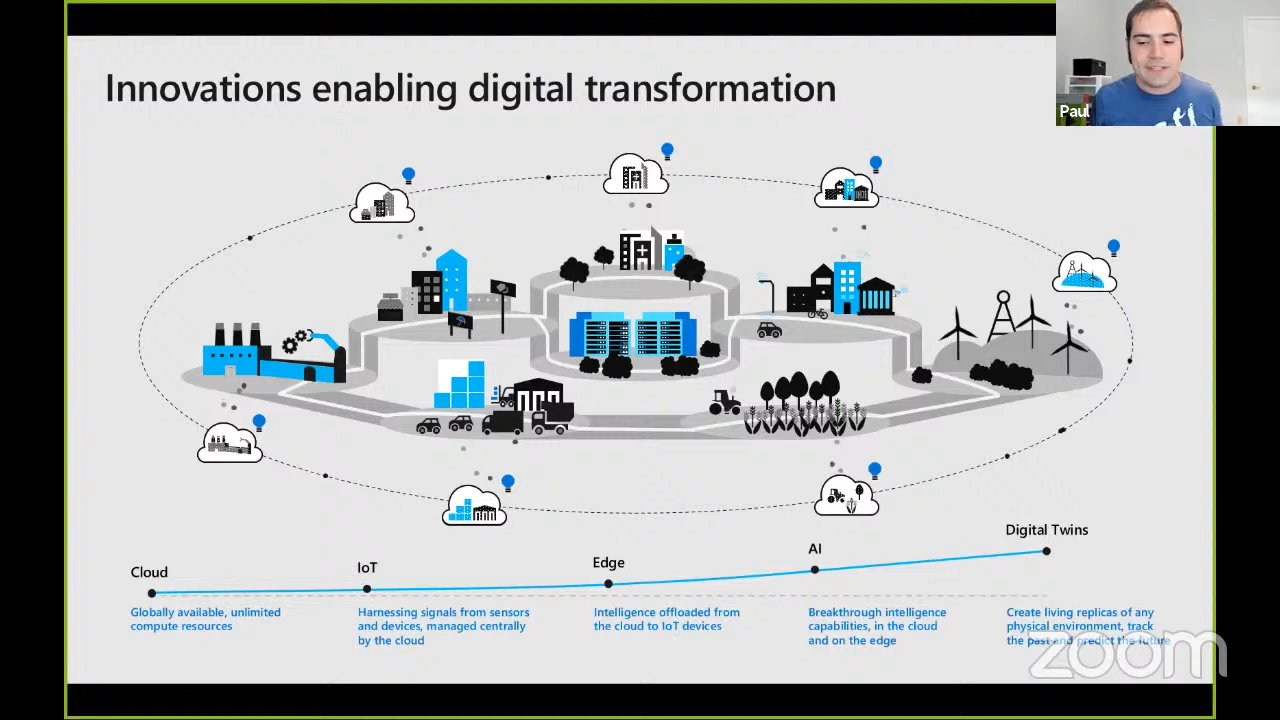 Innovations enabling digital transformation
Paul
Cloud
Globally available, unlimited
compute resources
IoT
Harnessing signals from sensors
and devices, managed centrally
by the cloud
Edge
Intelligence offloaded from
the cloud to IoT devices
AI
Breakthrough intelligence
capabilities, in the cloud
and on the edge
Digital Twins
Create living replicas of any
physical environment, track
the past and predict the future
zoom